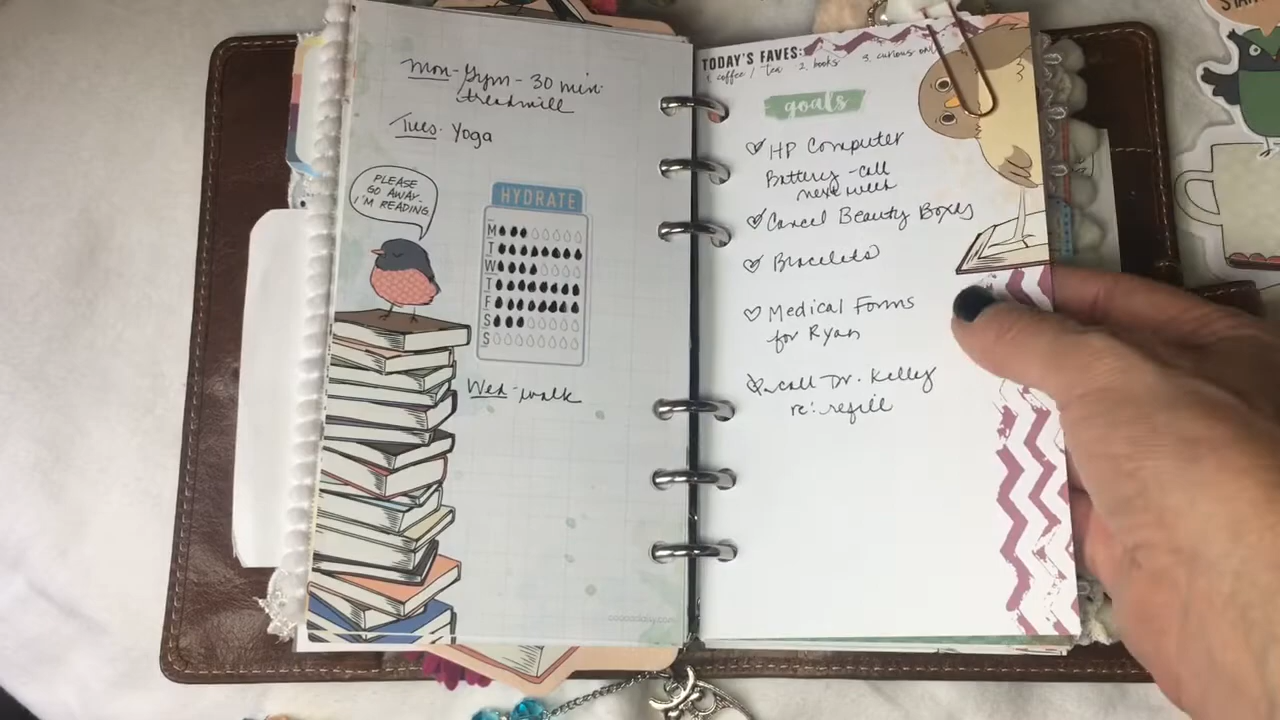 Mon - Gym - 30 min.
treadmill
Tues. Yoga
PLEASE
GO AWAY.
I'M READING.
HYDRATE
M
T
W
T
F
S
S
Wed - walk
TODAY'S FAVES:
1. coffee / tea 2. books 3. curious
goals
HP Computer
Battery - call
next week
Cancel Beauty Boxes
Bracelets
Medical Forms
for Ryan
call Dr. Kelley
re: refill
STAN